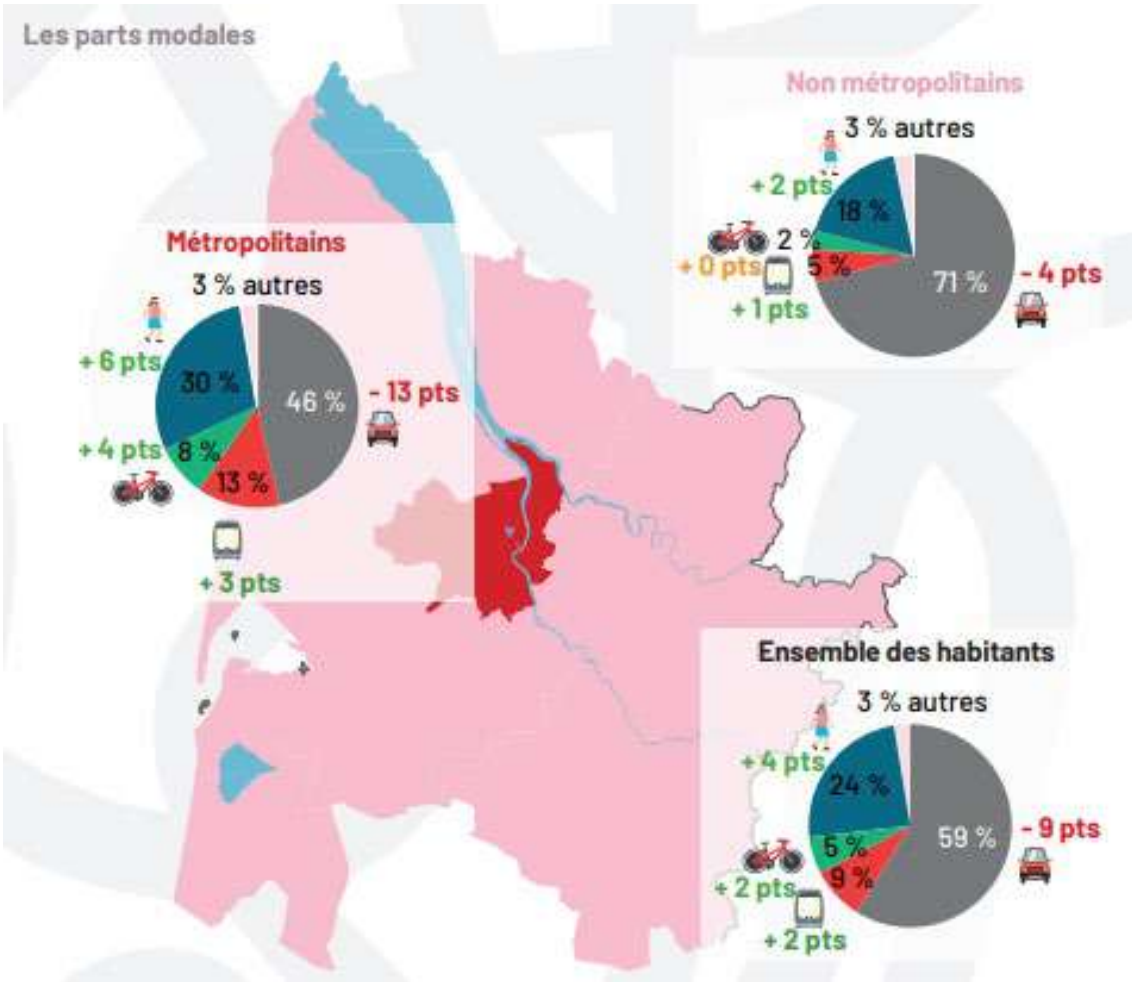 Les parts modales
Non métropolitains
3 % autres
+ 2 pts
18 %
2 %
+ 0 pts
5 %
+ 1 pts
71 %
- 4 pts
Métropolitains
3 % autres
+ 6 pts
30 %
46 %
- 13 pts
+ 4 pts
8 %
13 %
+ 3 pts
Ensemble des habitants
3 % autres
+ 4 pts
24 %
59 %
- 9 pts
5 %
+ 2 pts
9 %
+ 2 pts